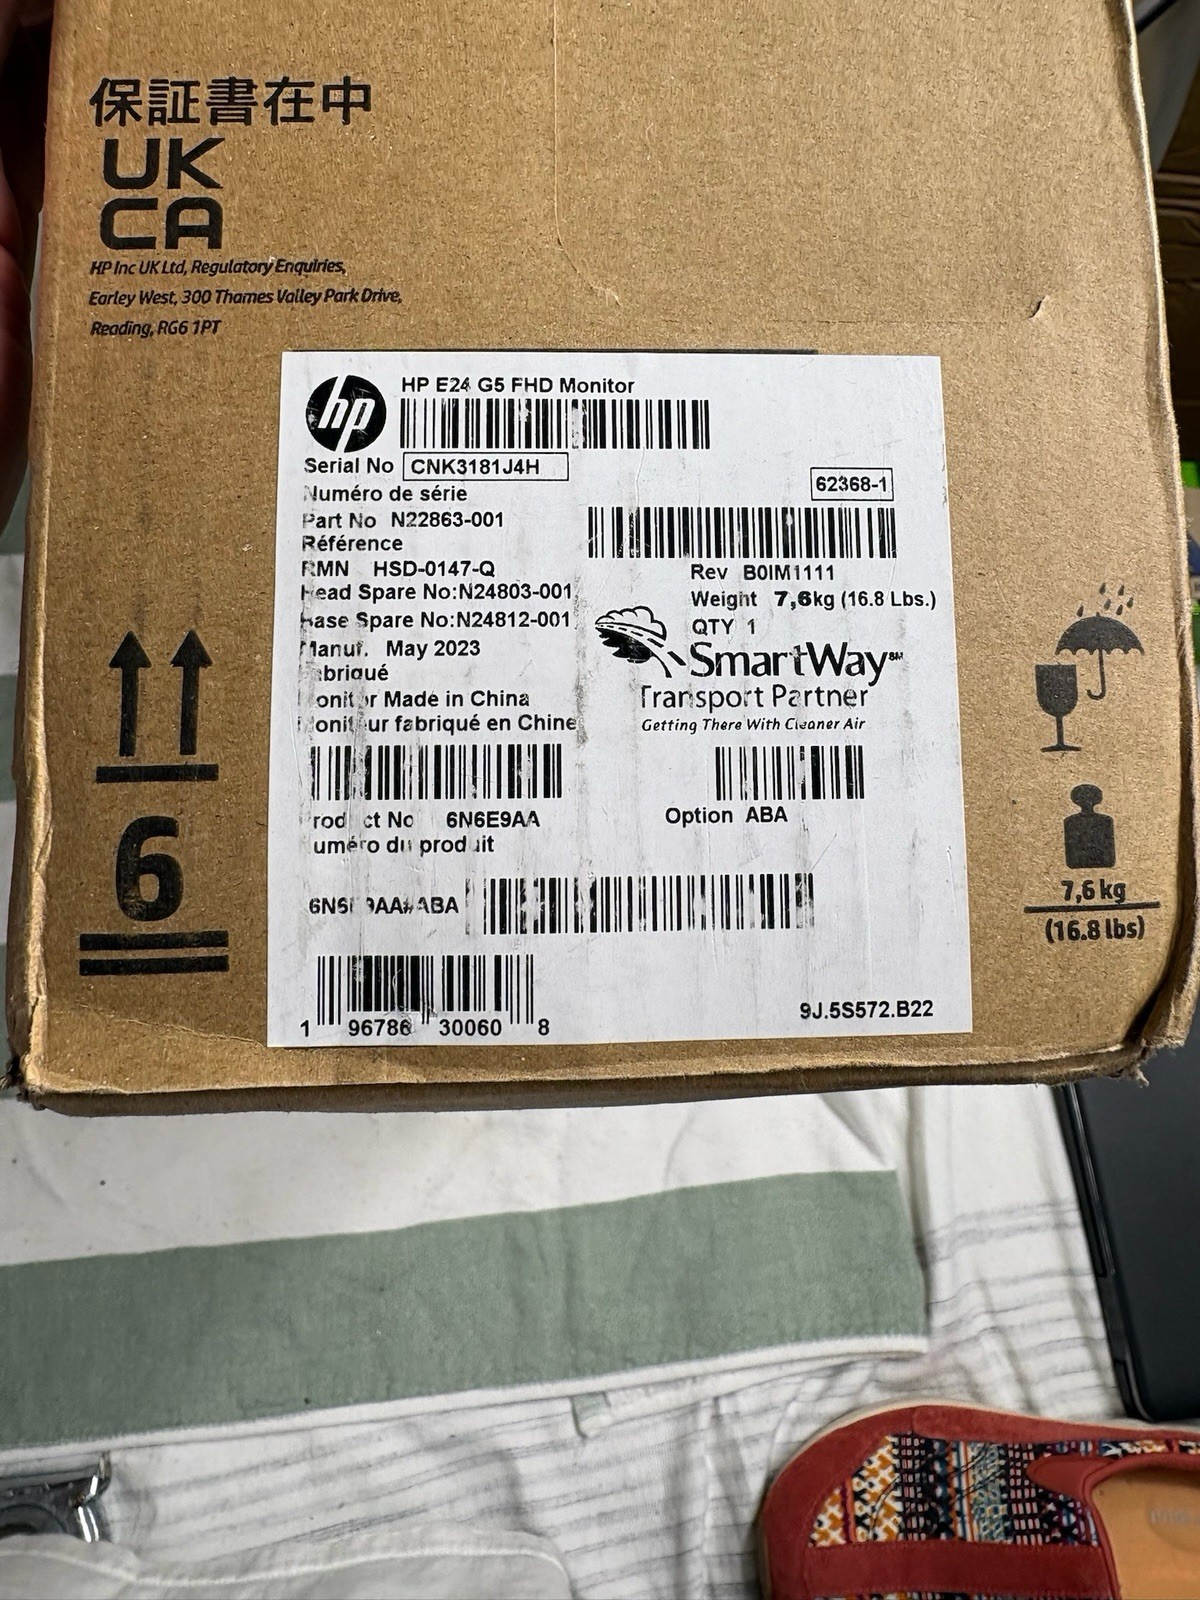 保証書在中
UK
CA
HP Inc UK Ltd, Regulatory Enquiries,
Earley West, 300 Thames Valley Park Drive,
Reading, RG6 1PT
hp
HP E24 G5 FHD Monitor
Serial No CNK3181J4H
Numéro de série
62368-1
Part No N22863-001
Référence
RMN HSD-0147-Q
Rev B0IM1111
Head Spare No:N24803-001
Weight 7,6kg (16.8 Lbs.)
Base Spare No:N24812-001
QTY 1
Manuf. May 2023
Fabriqué
SmartWay℠
Transport Partner
Getting There With Cleaner Air
Monitor Made in China
Moniteur fabriqué en Chine
Product No 6N6E9AA
Numéro du produit
Option ABA
6N6E9AA#ABA
1 96786 30060 8
9J.5S572.B22
6
7,6 kg
(16.8 lbs)